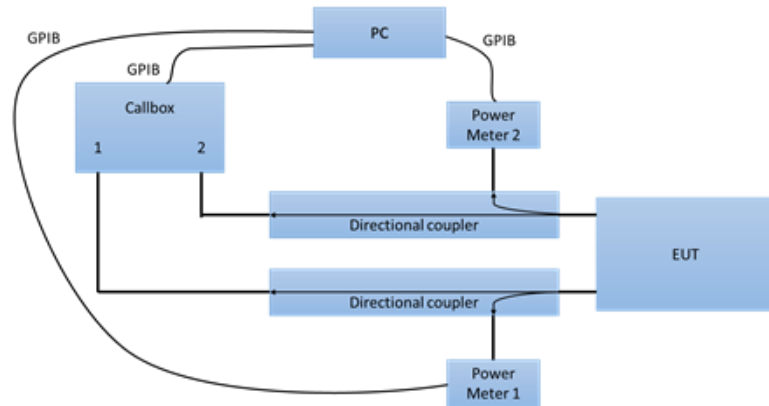 GPIB
PC
GPIB
GPIB
Callbox
1
2
Power
Meter 2
Directional coupler
EUT
Directional coupler
Power
Meter 1